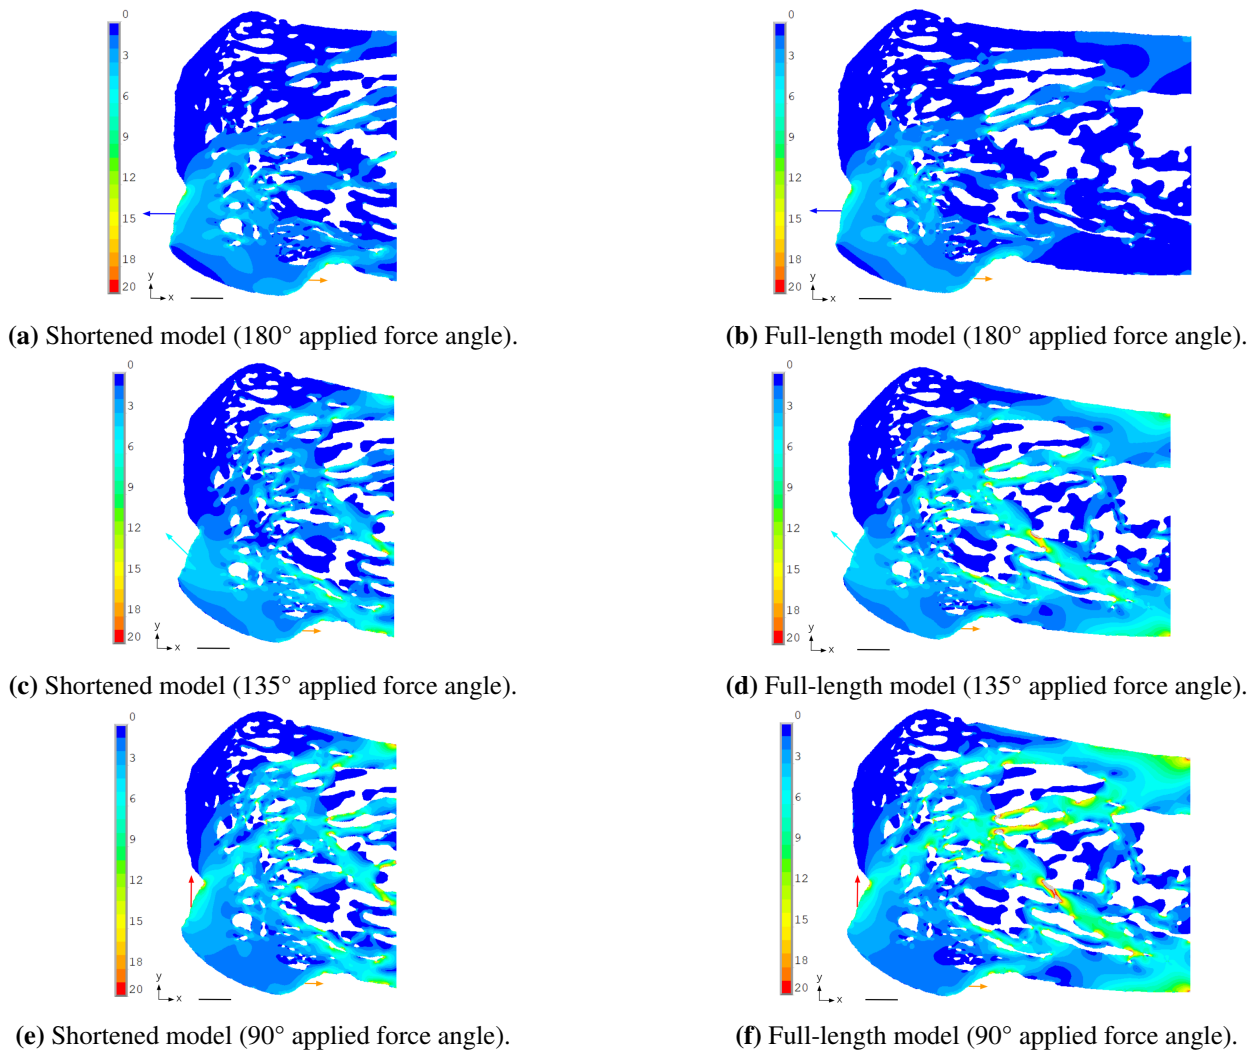 0
3
6
9
12
15
18
20
y
x
0
3
6
9
12
15
18
20
y
x
(a) Shortened model (180° applied force angle).
(b) Full-length model (180° applied force angle).
0
3
6
9
12
15
18
20
y
x
0
3
6
9
12
15
18
20
y
x
(c) Shortened model (135° applied force angle).
(d) Full-length model (135° applied force angle).
0
3
6
9
12
15
18
20
y
x
0
3
6
9
12
15
18
20
y
x
(e) Shortened model (90° applied force angle).
(f) Full-length model (90° applied force angle).